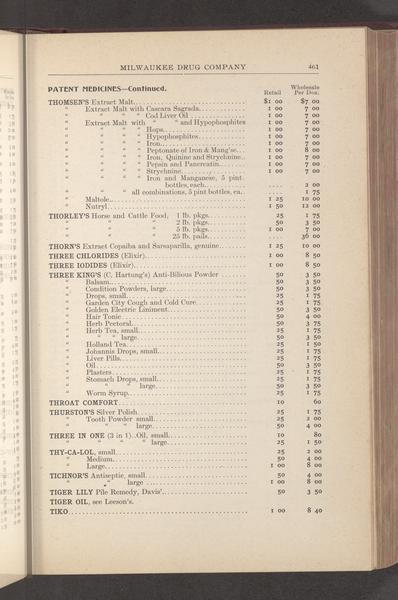 MILWAUKEE DRUG COMPANY 461
PATENT MEDICINES—Continued. Retail Wholesale Per Doz.
THOMSEN'S Extract Malt $1 00 $7 00
" Extract Malt with Cascara Sagrada 1 00 7 00
" " " " Cod Liver Oil 1 00 7 00
" Extract Malt with " " and Hypophosphites 1 00 7 00
" " " " Hops 1 00 7 00
" " " " Hypophosphites 1 00 7 00
" " " " Iron 1 00 7 00
" " " " Peptonate of Iron & Mang'se 1 00 8 00
" " " " Iron, Quinine and Strychnine 1 00 7 00
" " " " Pepsin and Pancreatin 1 00 7 00
" " " " Strychnine 1 00 7 00
" " " " Iron and Manganese, 5 pint
bottles, each .... 2 00
" " " all combinations, 5 pint bottles, ea. .... 1 75
" Maltole 1 25 10 00
" Nutryl 1 50 12 00
THORLEY'S Horse and Cattle Food, 1 lb. pkgs 25 1 75
" " " " 2 lb. pkgs. 50 3 50
" " " " 5 lb. pkgs. 1 00 7 00
" " " " 25 lb. pails .... 36 00
THORN'S Extract Copaiba and Sarsaparilla, genuine 1 25 10 00
THREE CHLORIDES (Elixir) 1 00 8 50
THREE IODIDES (Elixir) 1 00 8 50
THREE KING'S (C. Hartung's) Anti-Bilious Powder 50 3 50
" Balsam 50 3 50
" Condition Powders, large 50 3 50
" Drops, small 25 1 75
" Garden City Cough and Cold Cure 25 1 75
" Golden Electric Liniment 50 3 50
" Hair Tonic 50 4 00
" Herb Pectoral 50 3 75
" Herb Tea, small 25 1 75
" " " large 50 3 50
" Holland Tea 25 1 50
" Johannis Drops, small 25 1 75
" Liver Pills 25 1 75
" Oil 50 3 50
" Plasters 25 1 75
" Stomach Drops, small 25 1 75
" " " large 50 3 50
" Worm Syrup 25 1 75
THROAT COMFORT 10 60
THURSTON'S Silver Polish 25 1 75
" Tooth Powder small 25 2 00
" " " large 50 4 00
THREE IN ONE (3 in 1)..Oil, small 10 80
" " " " large 25 1 50
THY-CA-LOL, small 25 2 00
" Medium 50 4 00
" Large 1 00 8 00
TICHNOR'S Antiseptic, small 50 4 00
" " large 1 00 8 00
TIGER LILY Pile Remedy, Davis' 50 3 50
TIGER OIL, see Leeson's.
TIKO 1 00 8 40